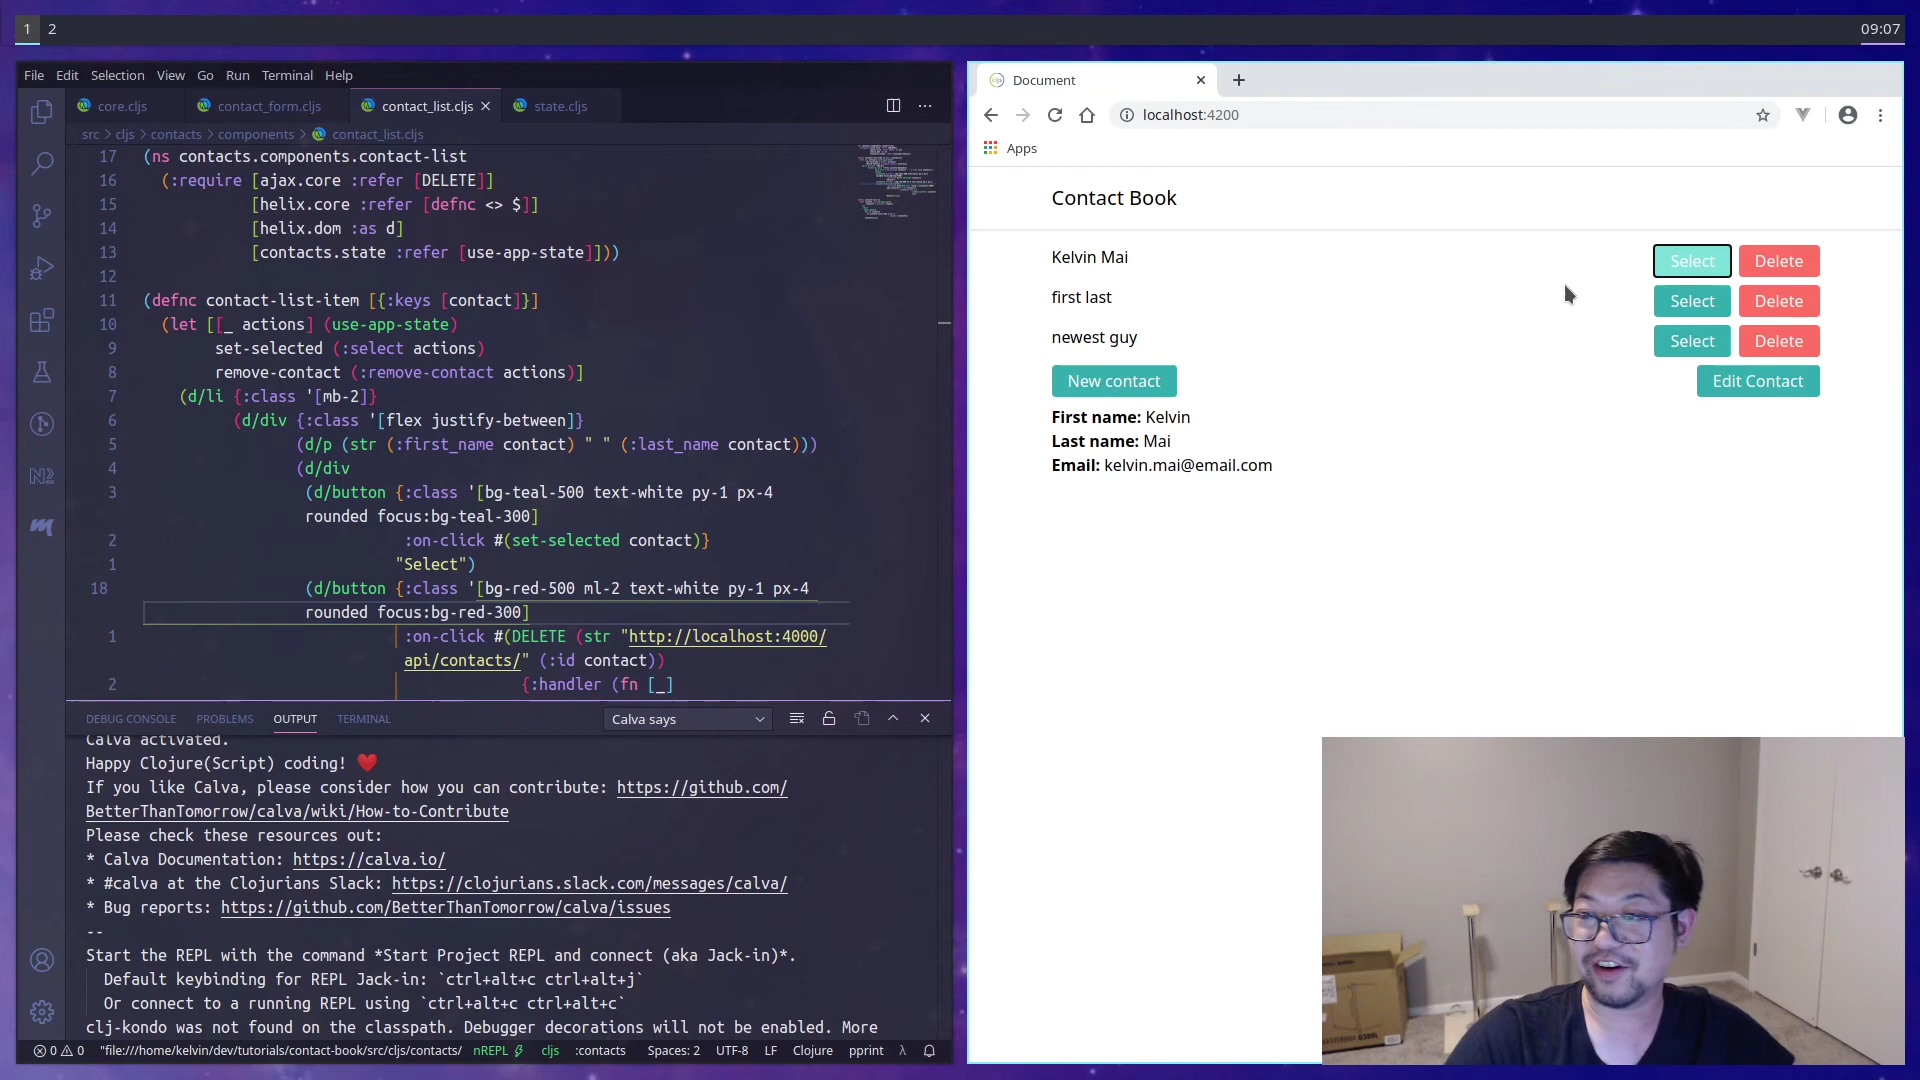 1 2
09:07
File Edit Selection View Go Run Terminal Help
core.cljs contact_form.cljs contact_list.cljs state.cljs
src > cljs > contacts > components > contact_list.cljs
17 (ns contacts.components.contact-list
16 (:require [ajax.core :refer [DELETE]]
15 [helix.core :refer [defnc <> $]]
14 [helix.dom :as d]
13 [contacts.state :refer [use-app-state]]))
12
11 (defnc contact-list-item [{:keys [contact]}]
10 (let [[_ actions] (use-app-state)
9 set-selected (:select actions)
8 remove-contact (:remove-contact actions)]
7 (d/li {:class '[mb-2]}
6 (d/div {:class '[flex justify-between]}
5 (d/p (str (:first_name contact) " " (:last_name contact)))
4 (d/div
3 (d/button {:class '[bg-teal-500 text-white py-1 px-4
rounded focus:bg-teal-300]
2 :on-click #(set-selected contact)}
1 "Select")
18 (d/button {:class '[bg-red-500 ml-2 text-white py-1 px-4
rounded focus:bg-red-300]
1 :on-click #(DELETE (str "http://localhost:4000/
api/contacts/" (:id contact))
2 {:handler (fn [_]
DEBUG CONSOLE PROBLEMS OUTPUT TERMINAL Calva says
Calva activated.
Happy Clojure(Script) coding! ❤️
If you like Calva, please consider how you can contribute: https://github.com/
BetterThanTomorrow/calva/wiki/How-to-Contribute
Please check these resources out:
* Calva Documentation: https://calva.io/
* #calva at the Clojurians Slack: https://clojurians.slack.com/messages/calva/
* Bug reports: https://github.com/BetterThanTomorrow/calva/issues
--
Start the REPL with the command *Start Project REPL and connect (aka Jack-in)*.
Default keybinding for REPL Jack-in: `ctrl+alt+c ctrl+alt+j`
Or connect to a running REPL using `ctrl+alt+c ctrl+alt+c`
clj-kondo was not found on the classpath. Debugger decorations will not be enabled. More
0 0 "file:///home/kelvin/dev/tutorials/contact-book/src/cljs/contacts/ nREPL cljs :contacts Spaces: 2 UTF-8 LF Clojure pprint λ
Document
localhost:4200
Apps
Contact Book
Kelvin Mai Select Delete
first last Select Delete
newest guy Select Delete
New contact Edit Contact
First name: Kelvin
Last name: Mai
Email: kelvin.mai@email.com